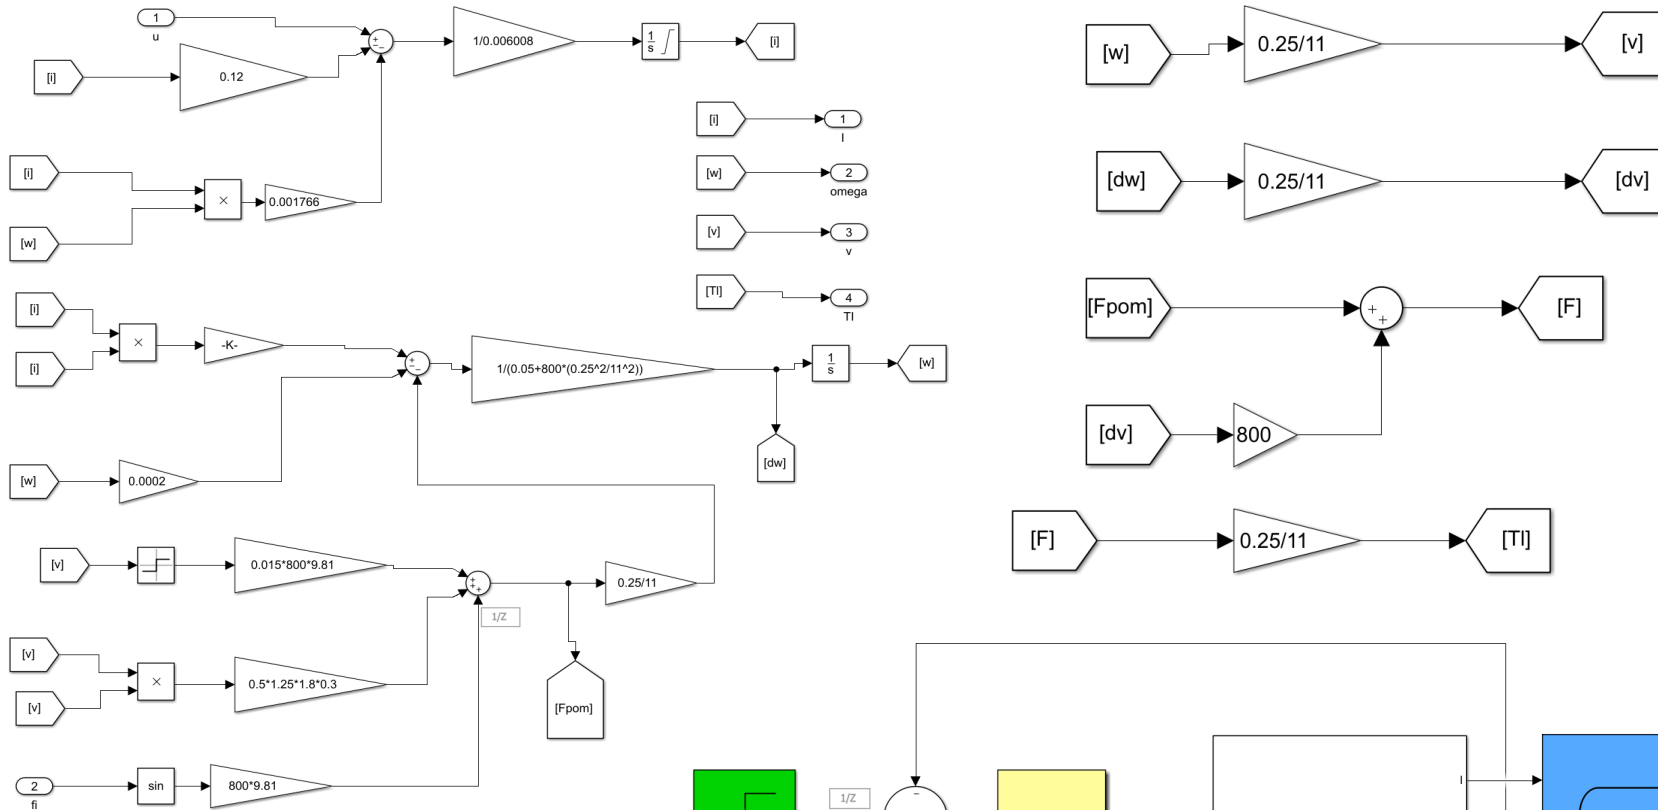 1
u
[i]
0.12
+
−
−
1/0.006008
1
s
[i]
[i]
[w]
×
0.001766
[i]
1
I
[w]
2
omega
[v]
3
v
[Tl]
4
Tl
[i]
[i]
×
-K-
+
−
−
1/(0.05+800*(0.25^2/11^2))
1
s
[w]
[dw]
[w]
0.0002
[v]
0.015*800*9.81
+
+
+
0.25/11
1/Z
[v]
[v]
×
0.5*1.25*1.8*0.3
[Fpom]
2
fi
sin
800*9.81
[w]
0.25/11
[v]
[dw]
0.25/11
[dv]
[Fpom]
+
+
[F]
[dv]
800
[F]
0.25/11
[Tl]
1/Z
−
I